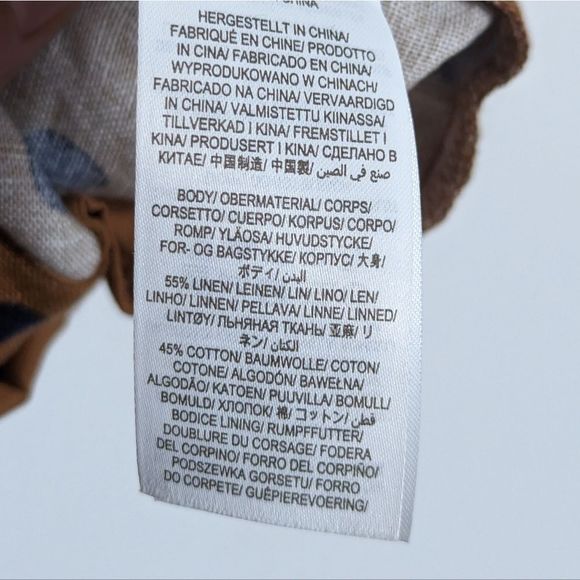 CHINA
HERGESTELLT IN CHINA/
FABRIQUÉ EN CHINE/ PRODOTTO
IN CINA/ FABRICADO EN CHINA/
WYPRODUKOWANO W CHINACH/
FABRICADO NA CHINA/ VERVAARDIGD
IN CHINA/ VALMISTETTU KIINASSA/
TILLVERKAD I KINA/ FREMSTILLET I
KINA/ PRODUSERT I KINA/ СДЕЛАНО В
КИТАЕ/ 中国制造/ 中国製/ صنع في الصين
BODY/ OBERMATERIAL/ CORPS/
CORSETTO/ CUERPO/ KORPUS/ CORPO/
ROMP/ YLÄOSA/ HUVUDSTYCKE/
FOR- OG BAGSTYKKE/ КОРПУС/ 大身/
ボディ/ البدن/
55% LINEN/ LEINEN/ LIN/ LINO/ LEN/
LINHO/ LINNEN/ PELLAVA/ LINNE/ LINNED/
LINTØY/ ЛЬНЯНАЯ ТКАНЬ/ 亚麻/ リ
ネン/ الكتان/
45% COTTON/ BAUMWOLLE/ COTON/
COTONE/ ALGODÓN/ BAWEŁNA/
ALGODÃO/ KATOEN/ PUUVILLA/ BOMULL/
BOMULD/ ХЛОПОК/ 棉/ コットン/ قطن/
BODICE LINING/ RUMPFFUTTER/
DOUBLURE DU CORSAGE/ FODERA
DEL CORPINO/ FORRO DEL CORPIÑO/
PODSZEWKA GORSETU/ FORRO
DO CORPETE/ GUÊPIEREVOERING/